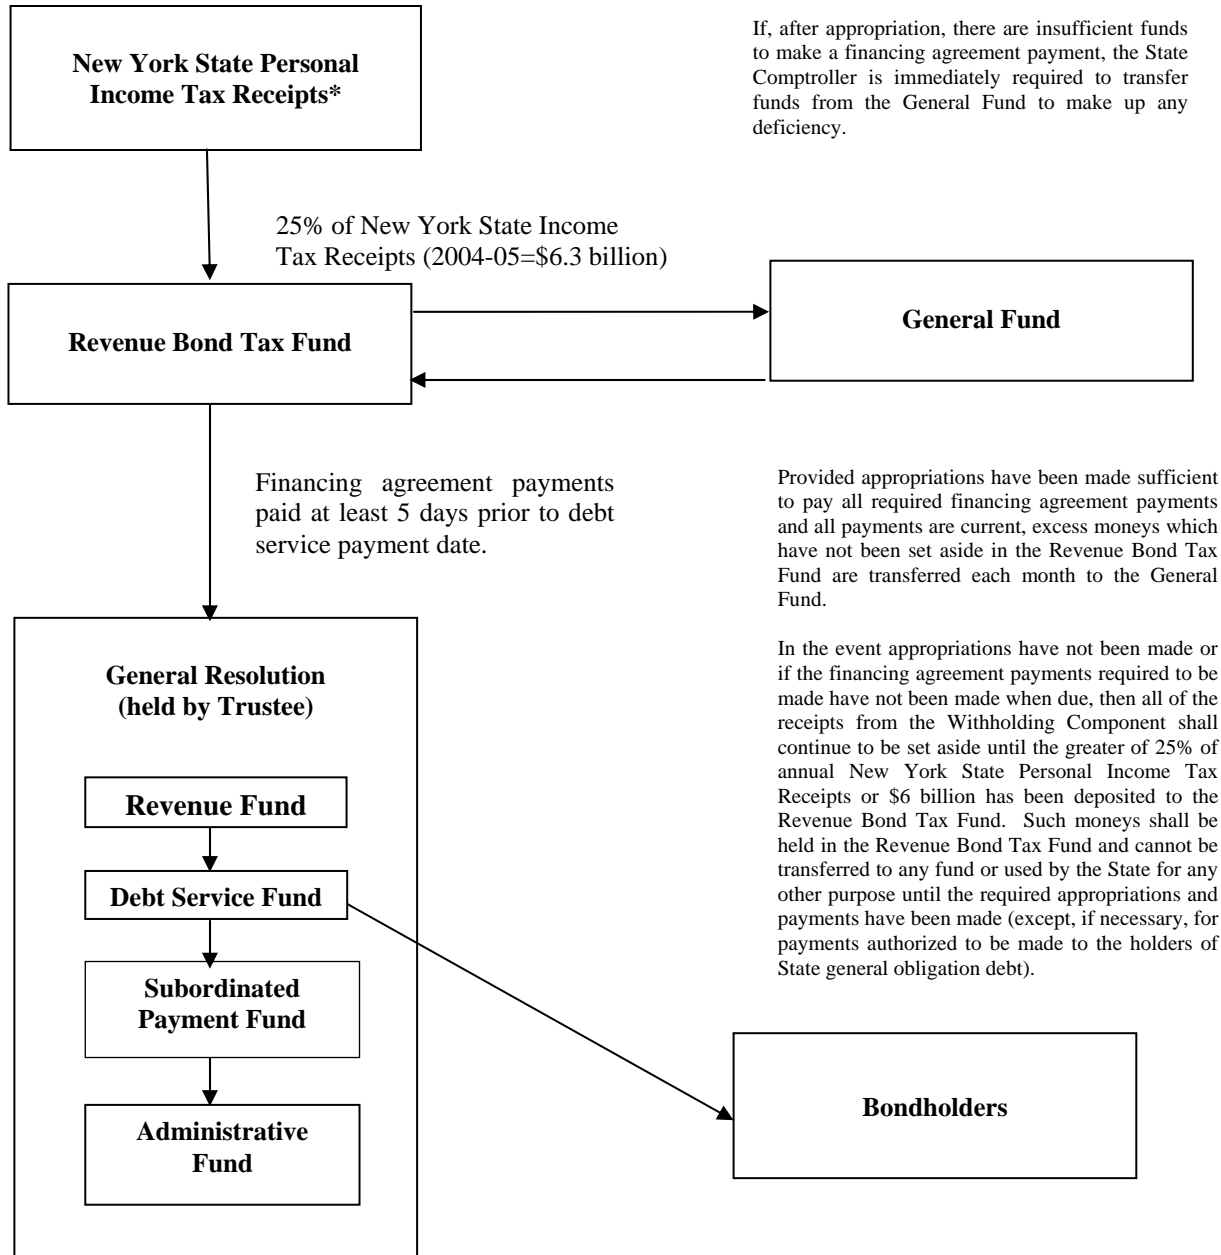 New York State Personal
Income Tax Receipts*
If, after appropriation, there are insufficient funds
to make a financing agreement payment, the State
Comptroller is immediately required to transfer
funds from the General Fund to make up any
deficiency.
25% of New York State Income
Tax Receipts (2004-05=$6.3 billion)
Revenue Bond Tax Fund
General Fund
Financing agreement payments
paid at least 5 days prior to debt
service payment date.
Provided appropriations have been made sufficient
to pay all required financing agreement payments
and all payments are current, excess moneys which
have not been set aside in the Revenue Bond Tax
Fund are transferred each month to the General
Fund.
In the event appropriations have not been made or
if the financing agreement payments required to be
made have not been made when due, then all of the
receipts from the Withholding Component shall
continue to be set aside until the greater of 25% of
annual New York State Personal Income Tax
Receipts or $6 billion has been deposited to the
Revenue Bond Tax Fund. Such moneys shall be
held in the Revenue Bond Tax Fund and cannot be
transferred to any fund or used by the State for any
other purpose until the required appropriations and
payments have been made (except, if necessary, for
payments authorized to be made to the holders of
State general obligation debt).
General Resolution
(held by Trustee)
Revenue Fund
Debt Service Fund
Subordinated
Payment Fund
Administrative
Fund
Bondholders